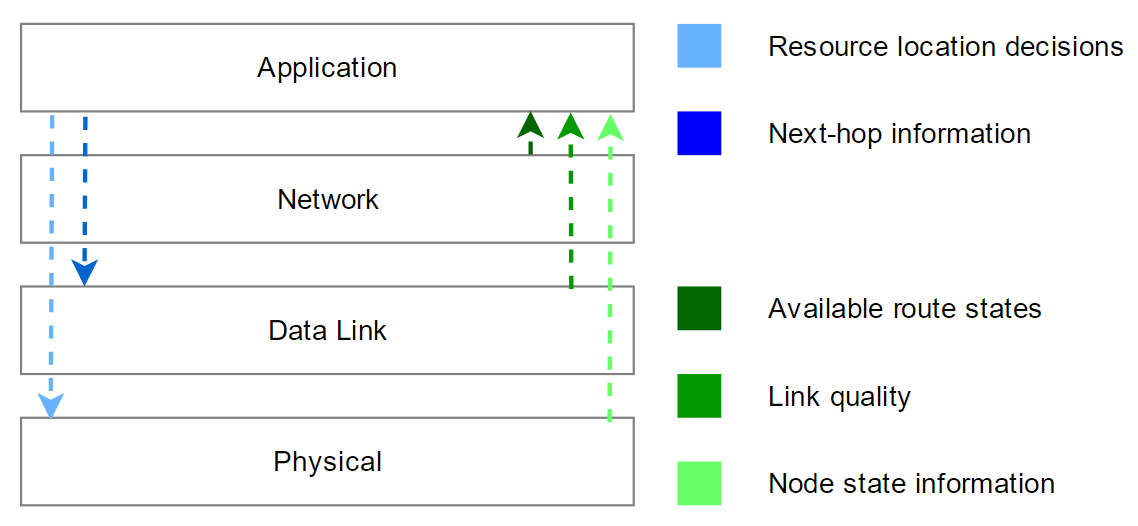 Application
Network
Data Link
Physical
Resource location decisions
Next-hop information
Available route states
Link quality
Node state information